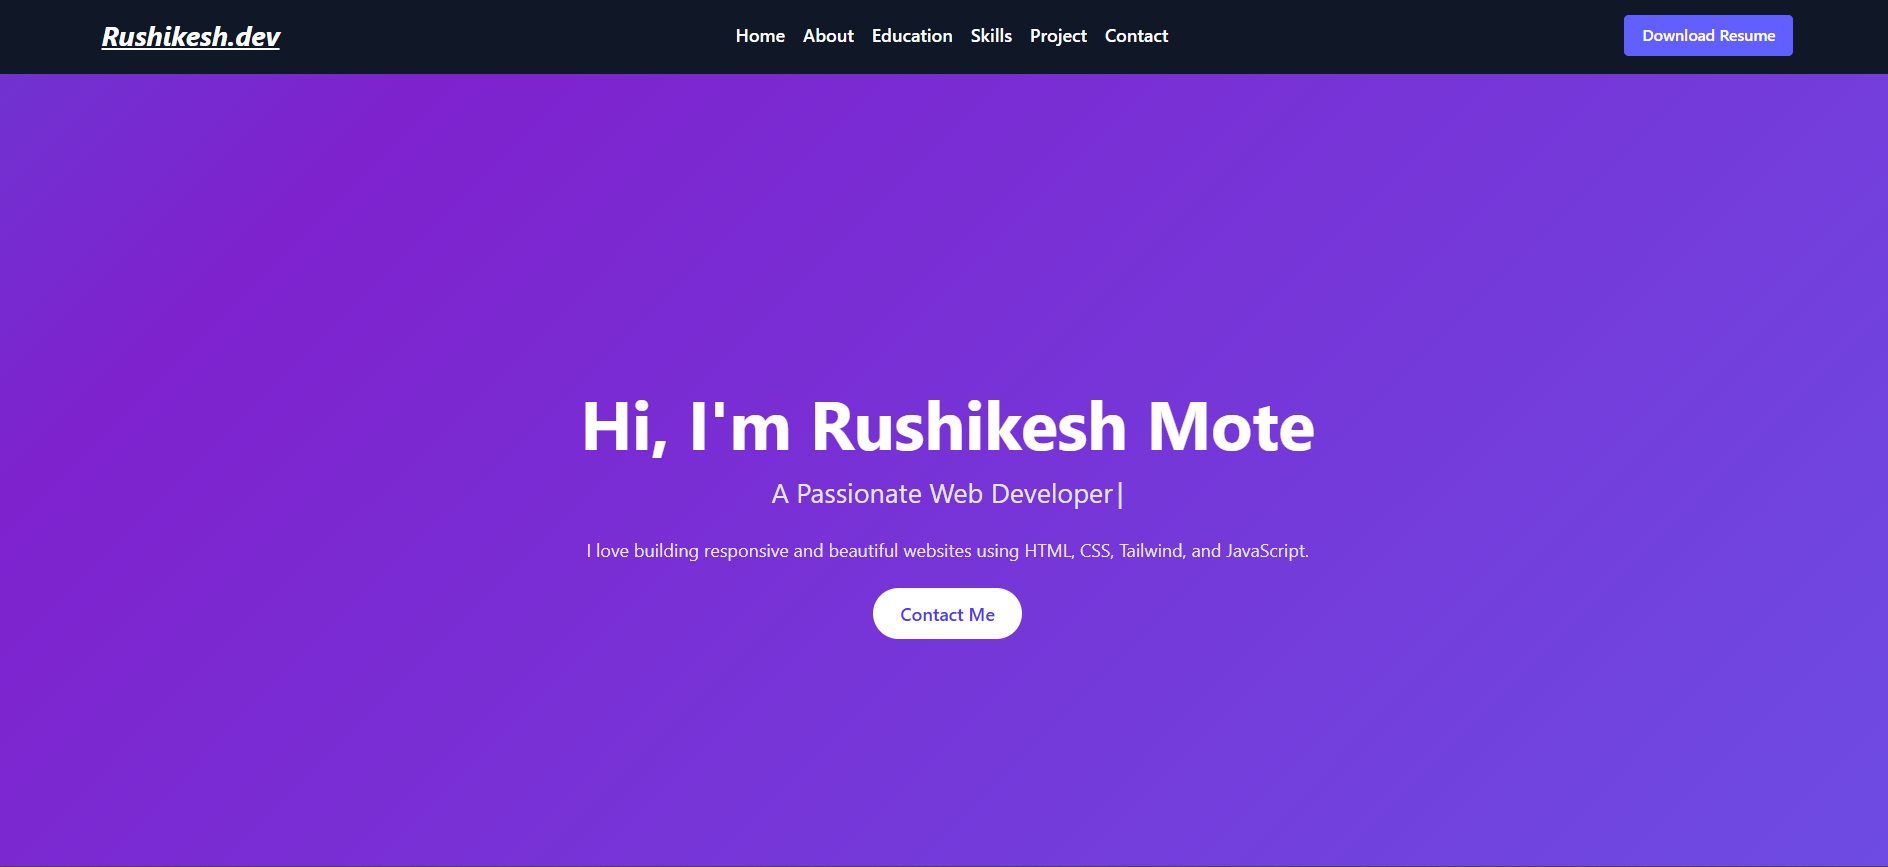 Rushikesh.dev
Home About Education Skills Project Contact
Download Resume
Hi, I'm Rushikesh Mote
A Passionate Web Developer|
I love building responsive and beautiful websites using HTML, CSS, Tailwind, and JavaScript.
Contact Me